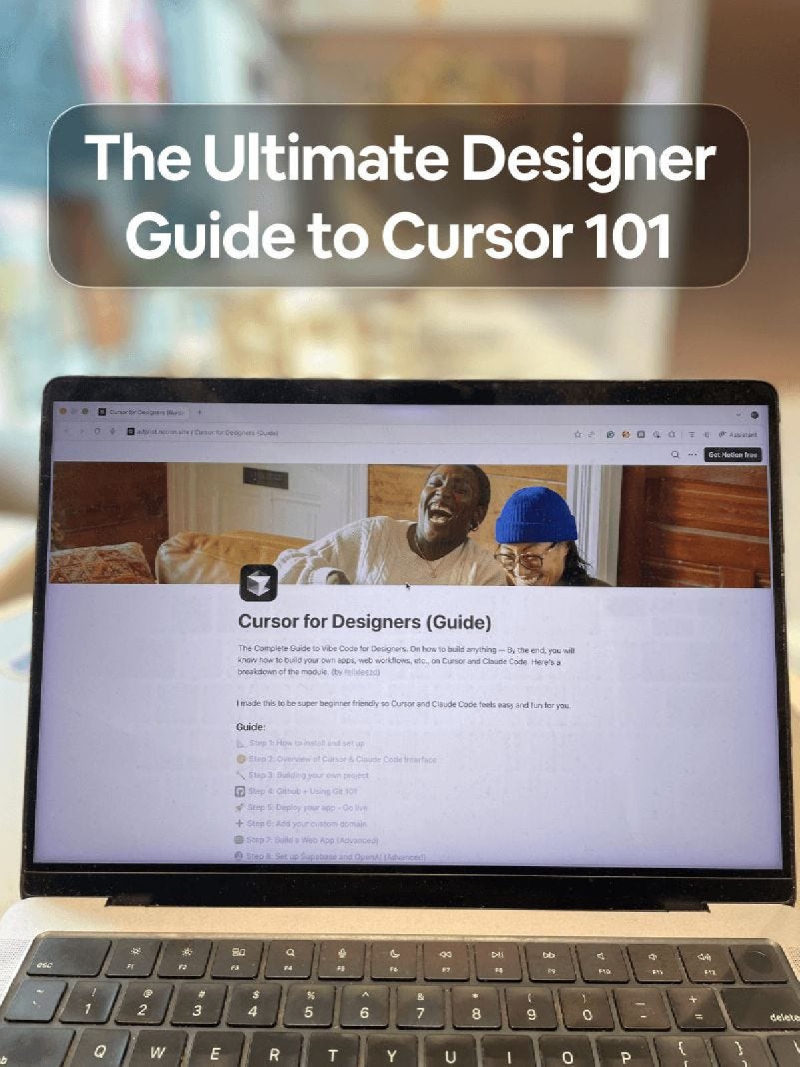 The Ultimate Designer
Guide to Cursor 101
Cursor for Designers (Guide)
Cursor for Designers (Guide)
Assistant
Get Notion free
Cursor for Designers (Guide)
The Complete Guide to Vibe Code for Designers. On how to build anything — By the end, you will
know how to build your own apps, web workflows, etc., on Cursor and Claude Code. Here's a
breakdown of the module. (by
I made this to be super beginner friendly so Cursor and Claude Code feels easy and fun for you.
Guide:
Step 1: How to install and set up
Step 2: Overview of Cursor & Claude Code Interface
Step 3: Building your own project
Step 4: Github + Using Git 101
Step 5: Deploy your app - Go live
Step 6: Add your custom domain
Step 7: Build a Web App (Advanced)
Step 8: Set up Supabase and OpenAI (Advanced)
esc F1 F2 F3 F4 F5 F6 F7 F8 F9 F10 F11 F12
~ ! @ # $ % ^ & * ( ) _ +
1 2 3 4 5 6 7 8 9 0 - = delete
Q W E R T Y U I O P { }